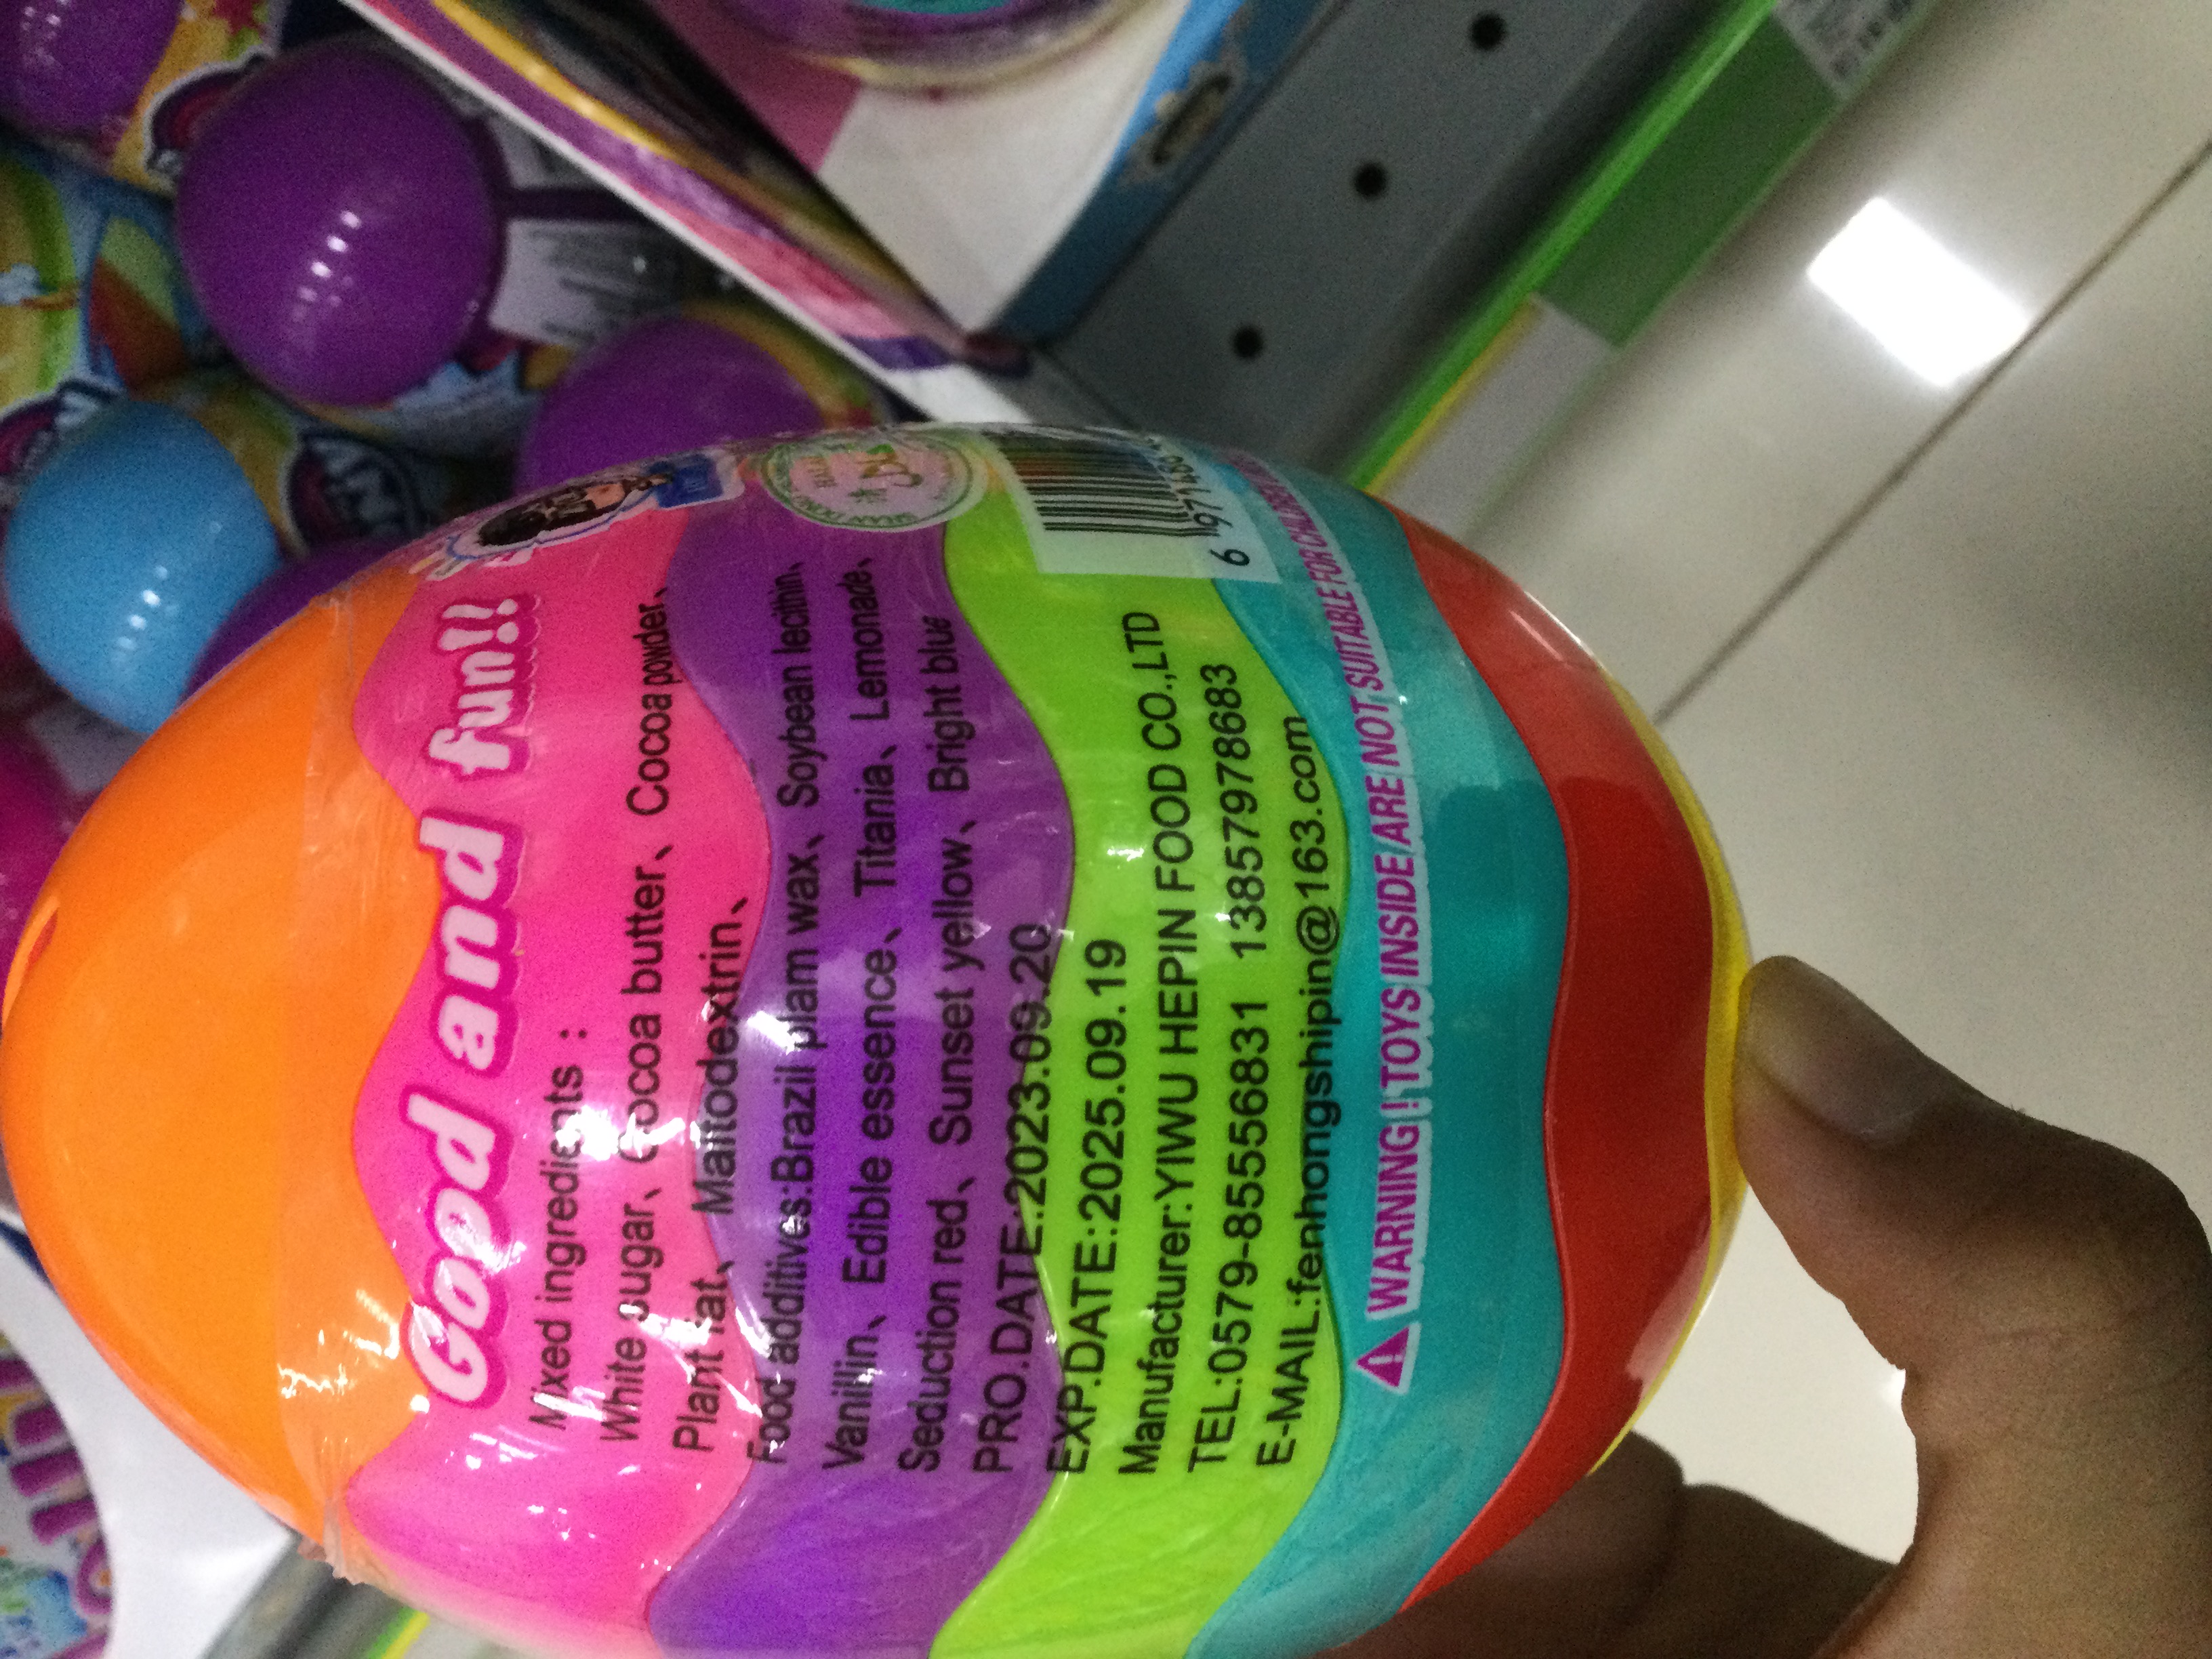 Good and fun!!
Mixed ingredients :
White sugar、Cocoa butter、Cocoa powder、
Plant fat、Maltodextrin、
Food additives:Brazil plam wax、Soybean lecithin、
Vanillin、Edible essence、Titania、Lemonade、
Seduction red、Sunset yellow、Bright blue
PRO.DATE:2023.09.20
EXP.DATE:2025.09.19
Manufacturer:YIWU HEPIN FOOD CO.,LTD
TEL:0579-85556831 13857978683
E-MAIL:fenhongshipin@163.com
WARNING! TOYS INSIDE/ARE NOT SUITABLE FOR
6